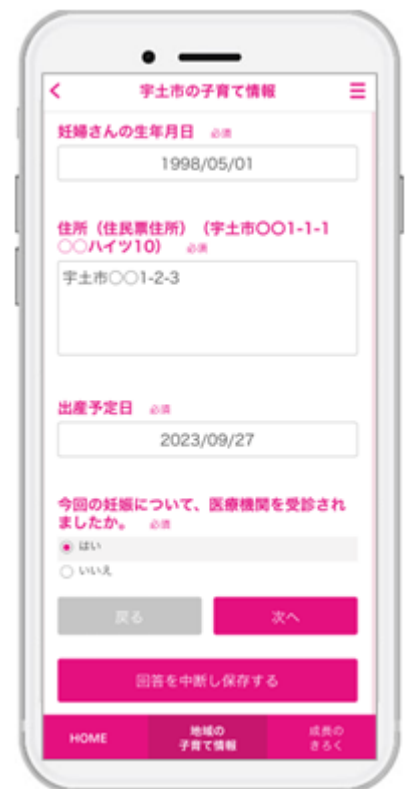 宇土市の子育て情報
妊婦さんの生年月日 必須
1998/05/01
住所（住民票住所）（宇土市〇〇1-1-1
〇〇ハイツ10） 必須
宇土市〇〇1-2-3
出産予定日 必須
2023/09/27
今回の妊娠について、医療機関を受診され
ましたか。 必須
はい
いいえ
戻る
次へ
回答を中断し保存する
HOME
地域の
子育て情報
成長の
きろく